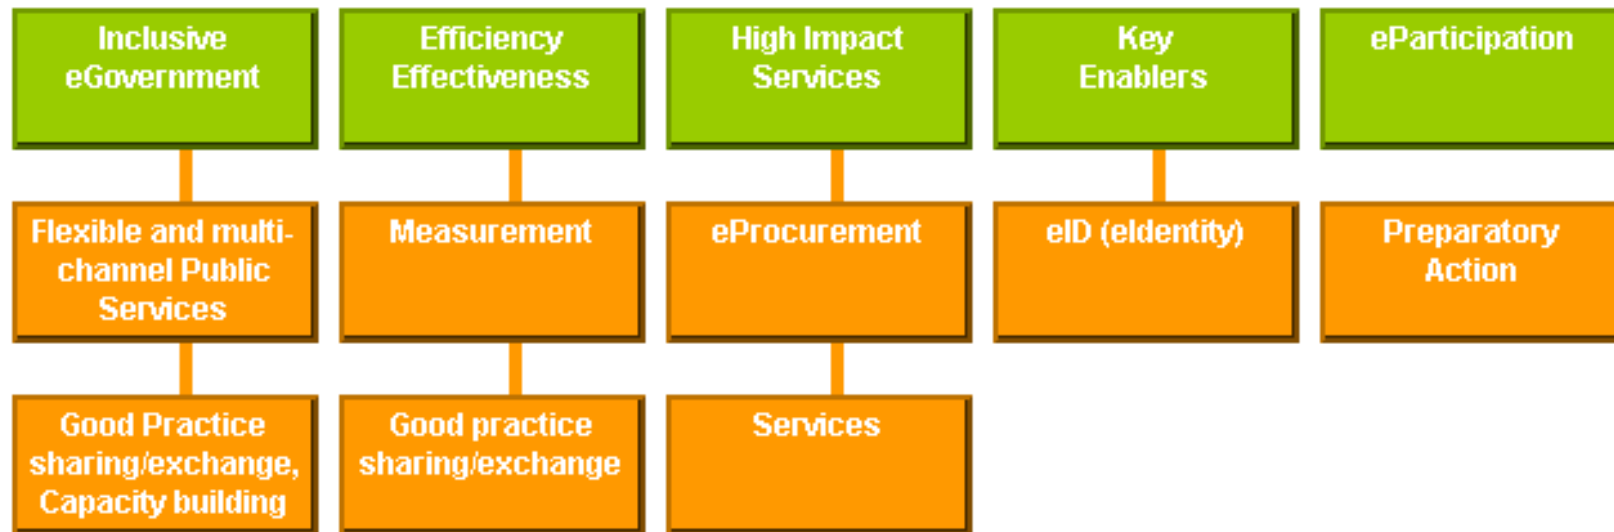 Inclusive
eGovernment
Efficiency
Effectiveness
High Impact
Services
Key
Enablers
eParticipation
Flexible and multi-
channel Public
Services
Measurement
eProcurement
eID (eIdentity)
Preparatory
Action
Good Practice
sharing/exchange,
Capacity building
Good practice
sharing/exchange
Services